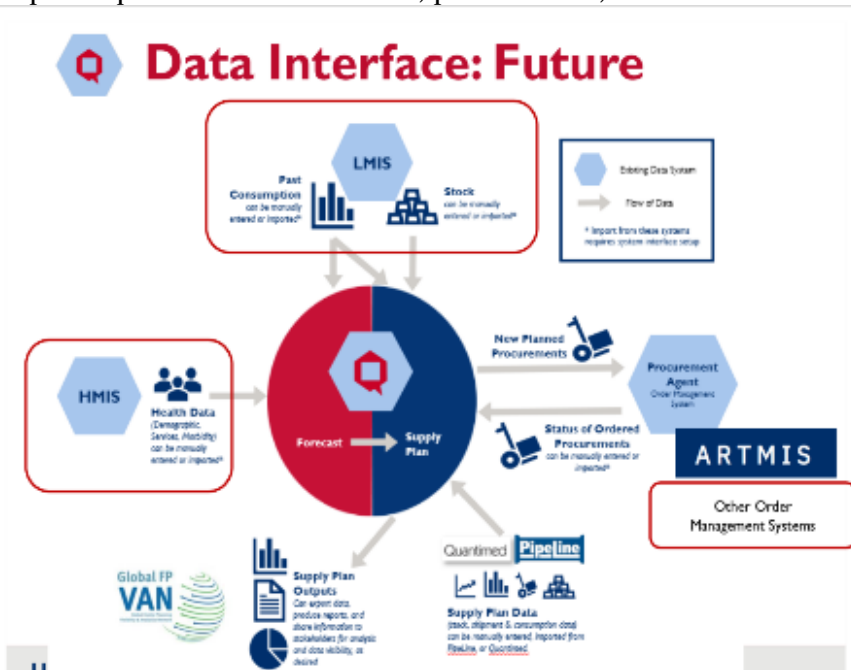 Data Interface: Future
LMIS
Past
Consumption
can be manually
entered or imported*
Stock
can be manually
entered or imported*
Existing Data System
Flow of Data
* Import from these systems
requires system interface setup
HMIS
Health Data
(Demographic,
Services, Morbidity)
can be manually
entered or imported*
Forecast
Supply
Plan
New Planned
Procurements
Procurement
Agent
Order Management
System
Status of Ordered
Procurements
can be manually entered or
imported*
ARTMIS
Other Order
Management Systems
Global FP
VAN
Supply Plan
Outputs
Can export data,
produce reports, and
share information to
stakeholders for analysis
and data visibility, as
desired
Quantimed
PipeLine
Supply Plan Data
(stock, shipment & consumption data)
can be manually entered, imported from
PipeLine, or Quantimed.